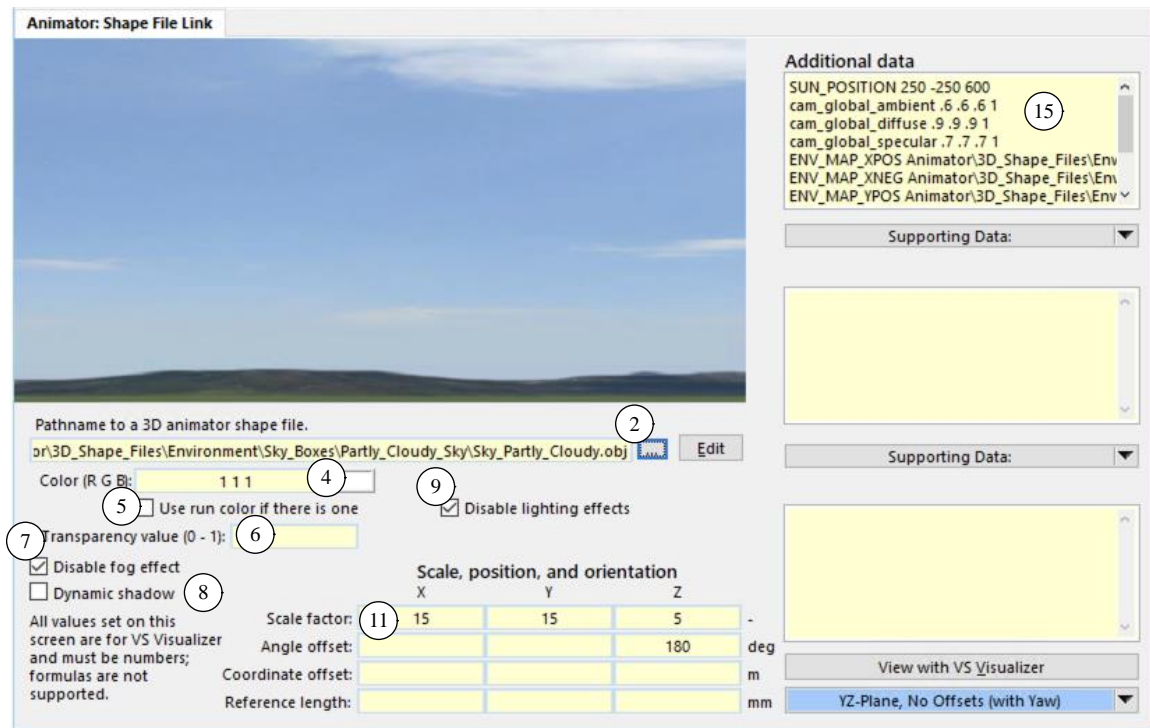 Animator: Shape File Link
Additional data
SUN_POSITION 250 -250 600
cam_global_ambient .6 .6 .6 1
cam_global_diffuse .9 .9 .9 1
cam_global_specular .7 .7 .7 1
ENV_MAP_XPOS Animator\3D_Shape_Files\Env
ENV_MAP_XNEG Animator\3D_Shape_Files\Env
ENV_MAP_YPOS Animator\3D_Shape_Files\Env
15
Supporting Data:
Pathname to a 3D animator shape file.
2
or\3D_Shape_Files\Environment\Sky_Boxes\Partly_Cloudy_Sky\Sky_Partly_Cloudy.obj ... Edit
Supporting Data:
Color (R G B): 1 1 1 4
5 Use run color if there is one
9 Disable lighting effects
Transparency value (0 - 1): 6
7 Disable fog effect
Dynamic shadow 8
All values set on this
screen are for VS Visualizer
and must be numbers;
formulas are not
supported.
Scale, position, and orientation
X Y Z
Scale factor: 11 15 15 5 -
Angle offset: 180 deg
Coordinate offset: m
Reference length: mm
View with VS Visualizer
YZ-Plane, No Offsets (with Yaw)